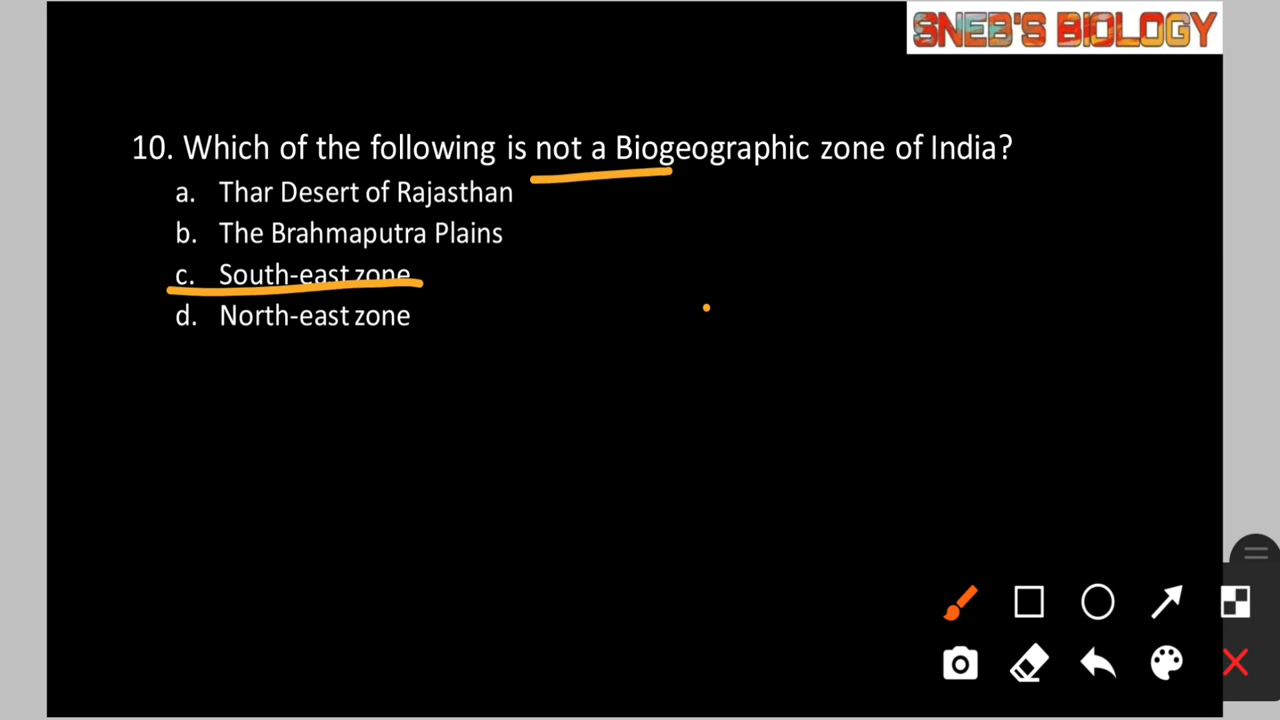 SNEB'S BIOLOGY
10. Which of the following is not a Biogeographic zone of India?
a. Thar Desert of Rajasthan
b. The Brahmaputra Plains
c. South-east zone
d. North-east zone